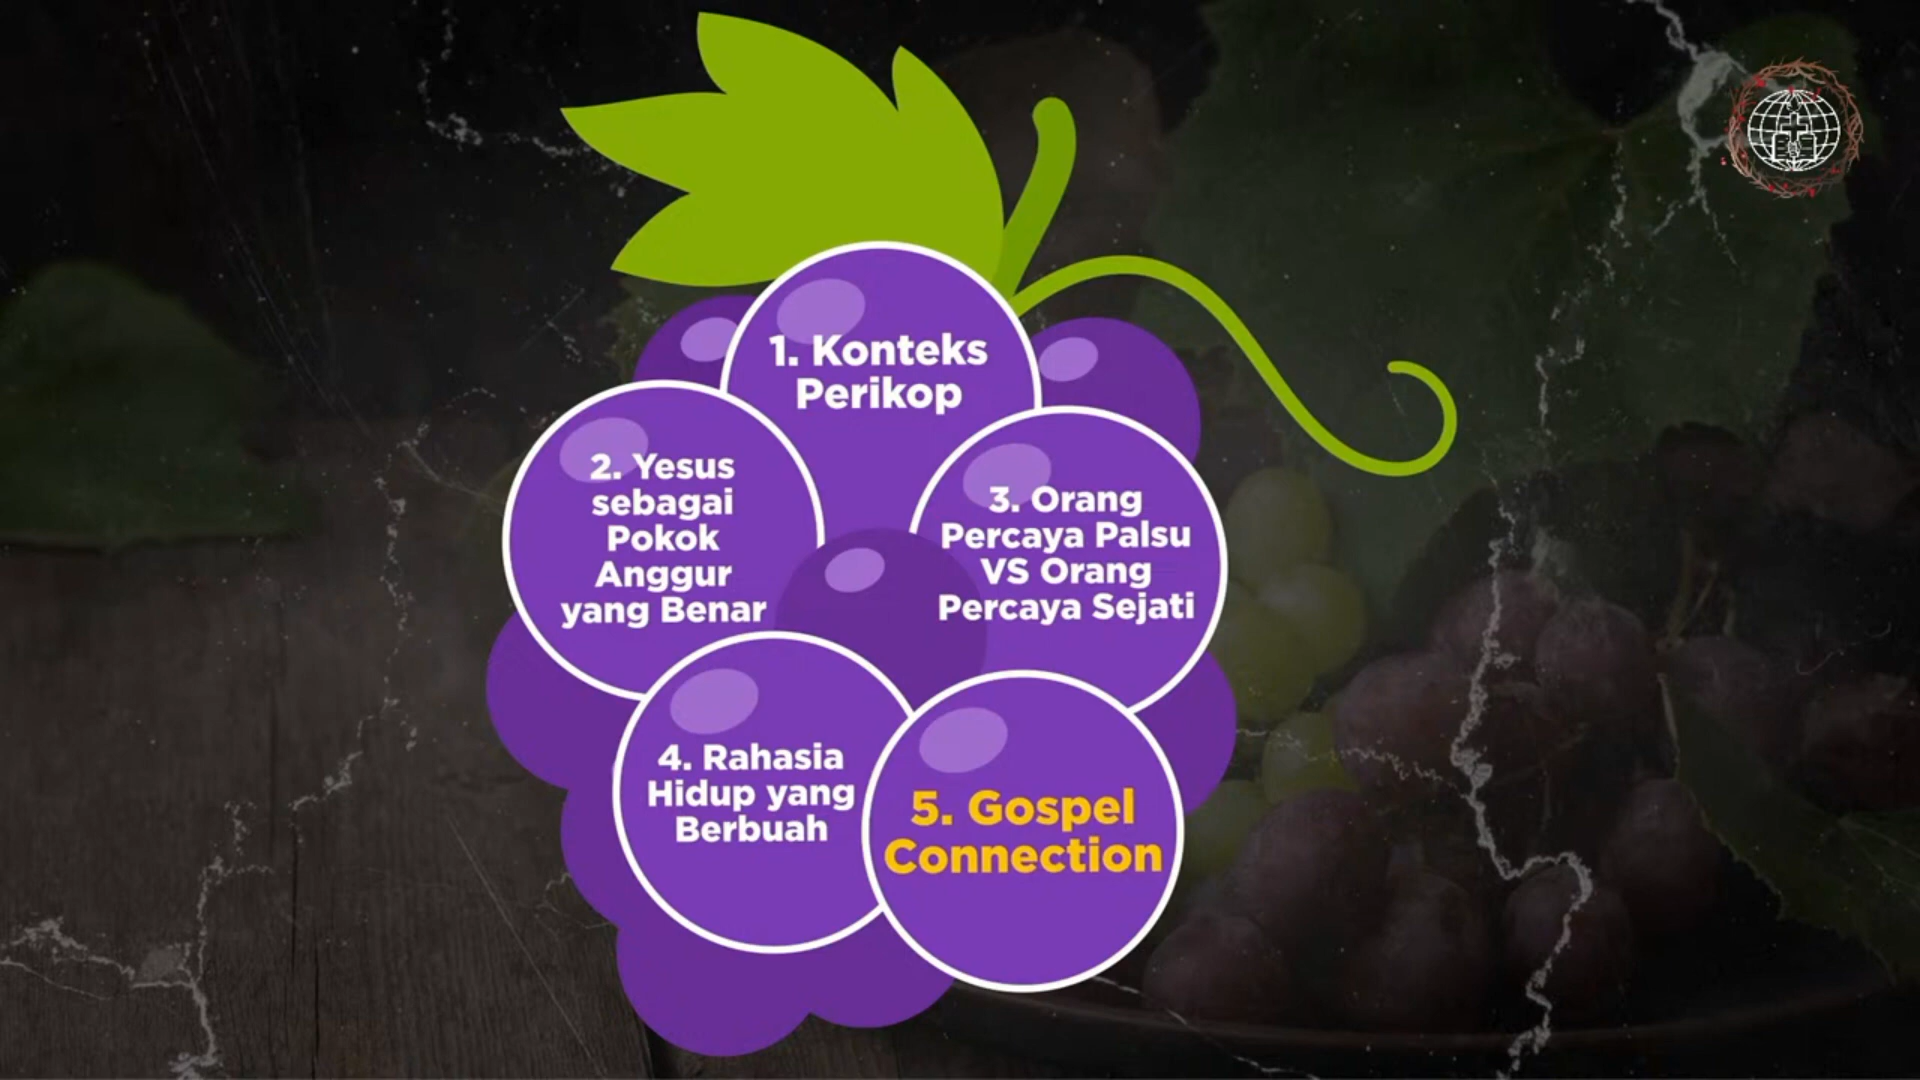 1. Konteks
Perikop
2. Yesus
sebagai
Pokok
Anggur
yang Benar
3. Orang
Percaya Palsu
VS Orang
Percaya Sejati
4. Rahasia
Hidup yang
Berbuah
5. Gospel
Connection